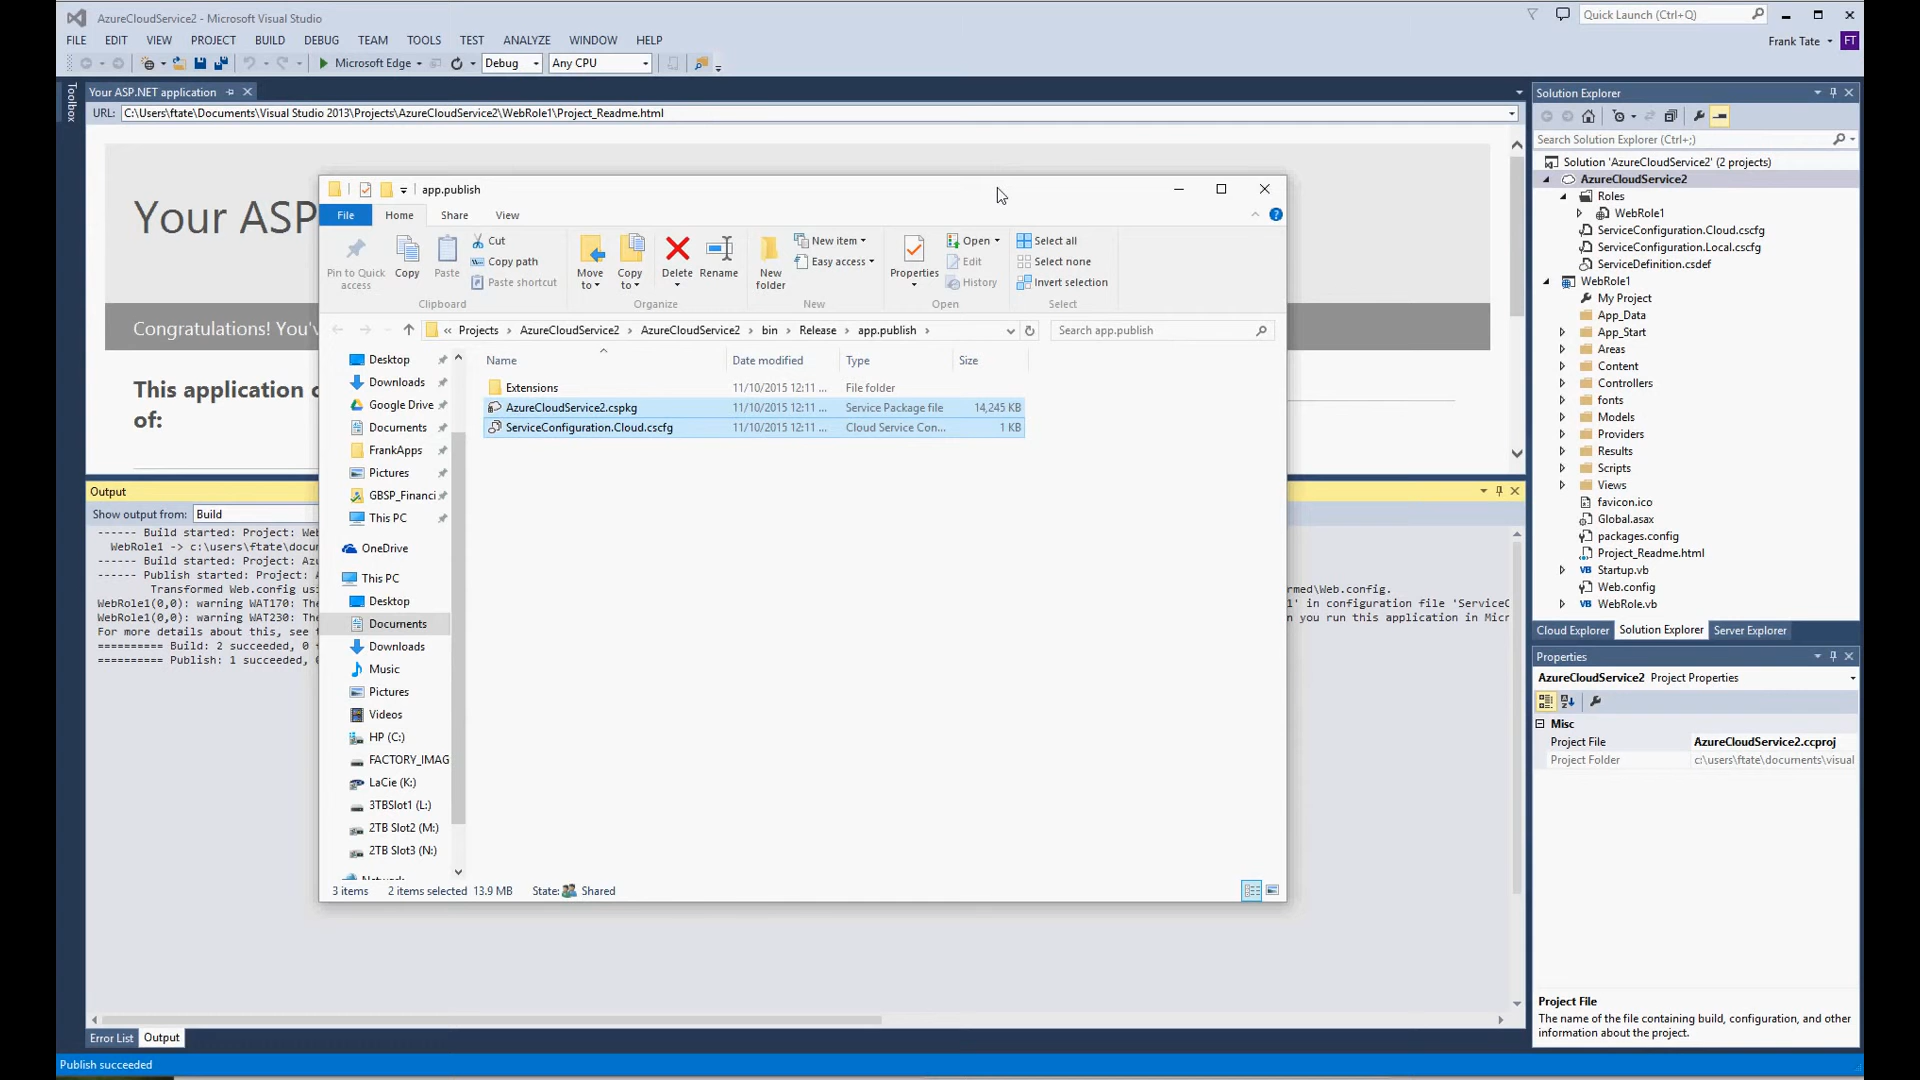 AzureCloudService2 - Microsoft Visual Studio
Quick Launch (Ctrl+Q)
FILE EDIT VIEW PROJECT BUILD DEBUG TEAM TOOLS TEST ANALYZE WINDOW HELP
Frank Tate FT
Microsoft Edge Debug Any CPU
Toolbox
Your ASP.NET application
URL: C:\Users\ftate\Documents\Visual Studio 2013\Projects\AzureCloudService2\WebRole1\Project_Readme.html
Your ASP
Congratulations! You'
This application
of:
app.publish
File Home Share View
Pin to Quick access
Copy
Paste
Cut
Copy path
Paste shortcut
Clipboard
Move to
Copy to
Delete
Rename
Organize
New folder
New item
Easy access
New
Properties
Open
Edit
History
Open
Select all
Select none
Invert selection
Select
« Projects AzureCloudService2 AzureCloudService2 bin Release app.publish
Search app.publish
Desktop
Downloads
Google Drive
Documents
FrankApps
Pictures
GBSP_Financi
This PC
OneDrive
This PC
Desktop
Documents
Downloads
Music
Pictures
Videos
HP (C:)
FACTORY_IMAG
LaCie (K:)
3TBSlot1 (L:)
2TB Slot2 (M:)
2TB Slot3 (N:)
Name Date modified Type Size
Extensions 11/10/2015 12:11 ... File folder
AzureCloudService2.cspkg 11/10/2015 12:11 ... Service Package file 14,245 KB
ServiceConfiguration.Cloud.cscfg 11/10/2015 12:11 ... Cloud Service Con... 1 KB
3 items 2 items selected 13.9 MB State: Shared
Output
Show output from: Build
------ Build started: Project:
WebRole1 -> c:\users\ftate\docu
------ Build started: Project:
------ Publish started: Project:
Transformed Web.config
WebRole1(0,0): warning WAT170:
WebRole1(0,0): warning WAT230:
For more details about this, see
========== Build: 2 succeeded,
========== Publish: 1 succeeded,
rmed\Web.config.
1' in configuration file 'ServiceC
n you run this application in Micr
Error List Output
Publish succeeded
Solution Explorer
Search Solution Explorer (Ctrl+;)
Solution 'AzureCloudService2' (2 projects)
AzureCloudService2
Roles
WebRole1
ServiceConfiguration.Cloud.cscfg
ServiceConfiguration.Local.cscfg
ServiceDefinition.csdef
WebRole1
My Project
App_Data
App_Start
Areas
Content
Controllers
fonts
Models
Providers
Results
Scripts
Views
favicon.ico
Global.asax
packages.config
Project_Readme.html
VB Startup.vb
Web.config
VB WebRole.vb
Cloud Explorer Solution Explorer Server Explorer
Properties
AzureCloudService2 Project Properties
Misc
Project File AzureCloudService2.ccproj
Project Folder c:\users\ftate\documents\visual
Project File
The name of the file containing build, configuration, and other
information about the project.